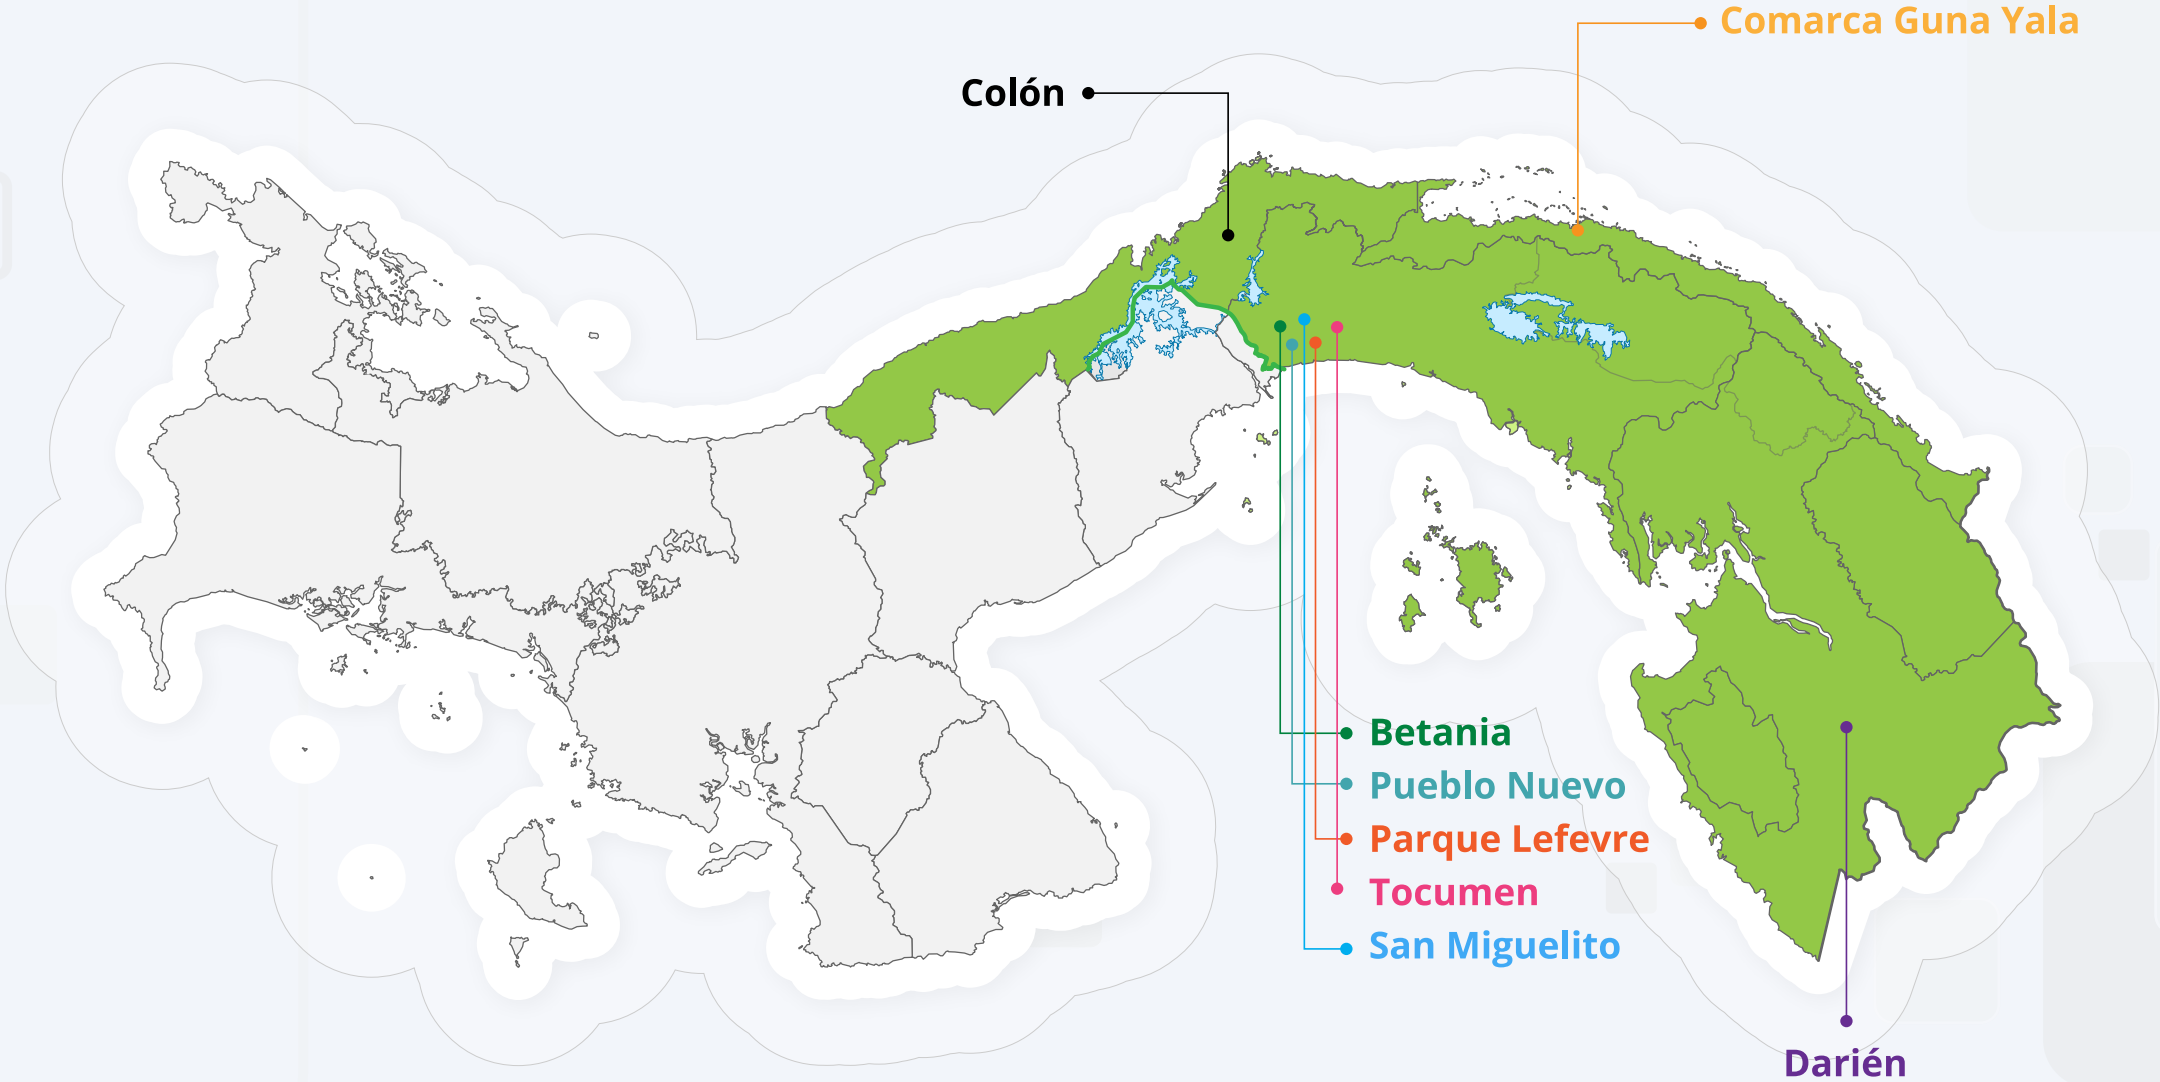 Comarca Guna Yala
Colón
Betania
Pueblo Nuevo
Parque Lefevre
Tocumen
San Miguelito
Darién